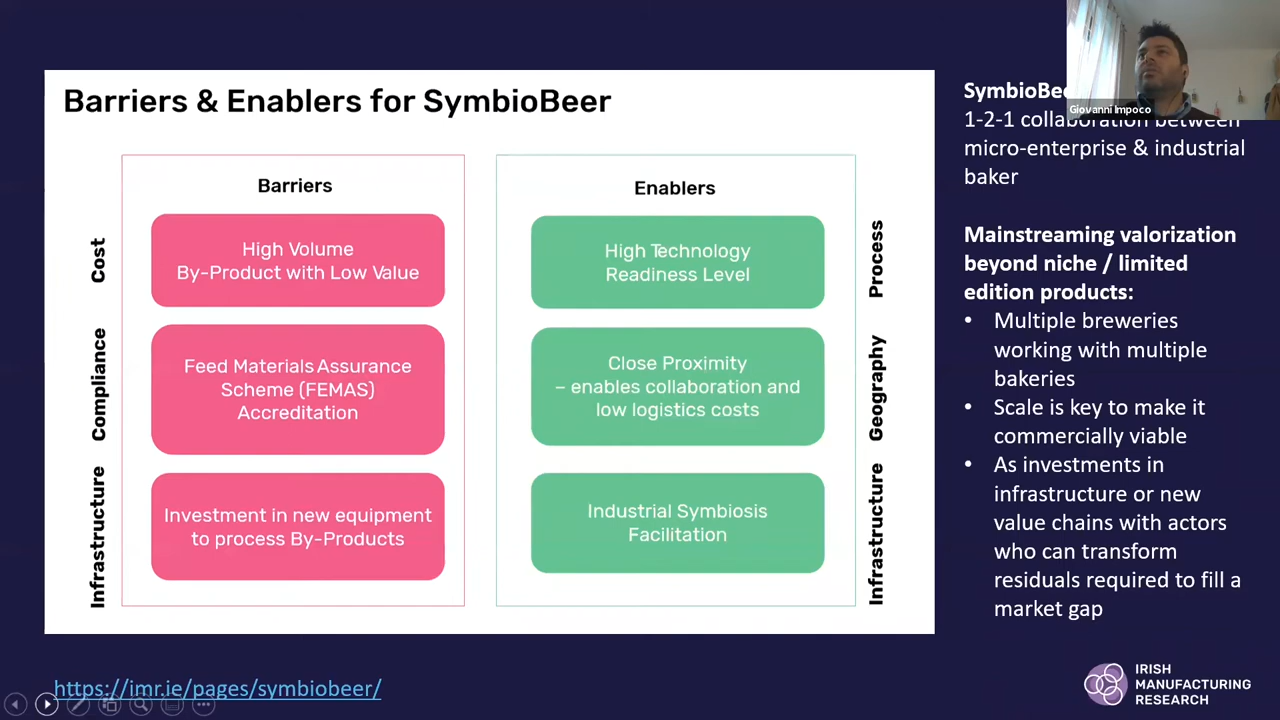 Barriers & Enablers for SymbioBeer
Barriers
Cost
High Volume
By-Product with Low Value
Compliance
Feed Materials Assurance
Scheme (FEMAS)
Accreditation
Infrastructure
Investment in new equipment
to process By-Products
Enablers
High Technology
Readiness Level
Process
Close Proximity
– enables collaboration and
low logistics costs
Geography
Industrial Symbiosis
Facilitation
Infrastructure
Giovanni Impoco
1-2-1 collaboration between
micro-enterprise & industrial
baker
Mainstreaming valorization
beyond niche / limited
edition products:
• Multiple breweries
working with multiple
bakeries
• Scale is key to make it
commercially viable
• As investments in
infrastructure or new
value chains with actors
who can transform
residuals required to fill a
market gap
https://imr.ie/pages/symbiobeer/
IRISH
MANUFACTURING
RESEARCH